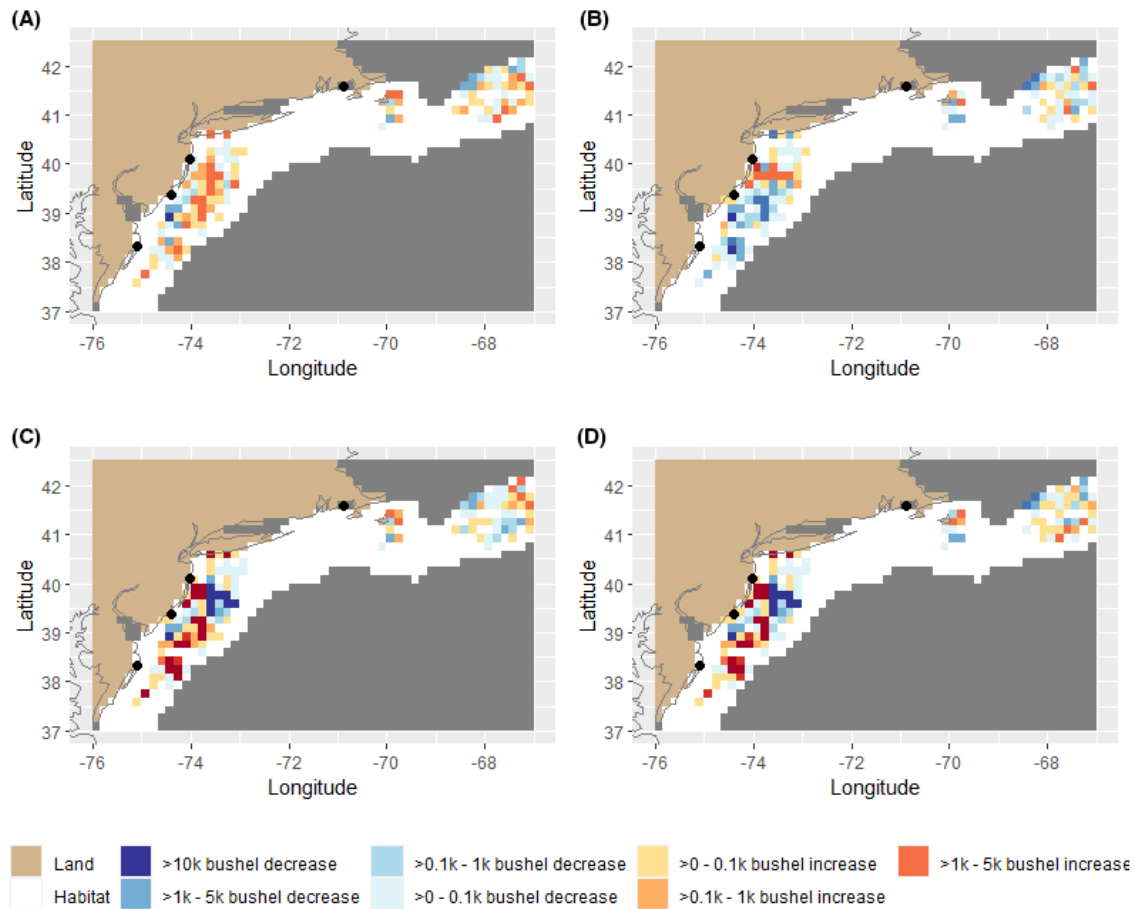 (A)
(B)
42
41
40
39
38
37
Latitude
-76
-74
-72
-70
-68
Longitude
42
41
40
39
38
37
Latitude
-76
-74
-72
-70
-68
Longitude
(C)
(D)
42
41
40
39
38
37
Latitude
-76
-74
-72
-70
-68
Longitude
42
41
40
39
38
37
Latitude
-76
-74
-72
-70
-68
Longitude
Land
>10k bushel decrease
>0.1k - 1k bushel decrease
>0 - 0.1k bushel increase
>1k - 5k bushel increase
Habitat
>1k - 5k bushel decrease
>0 - 0.1k bushel decrease
>0.1k - 1k bushel increase